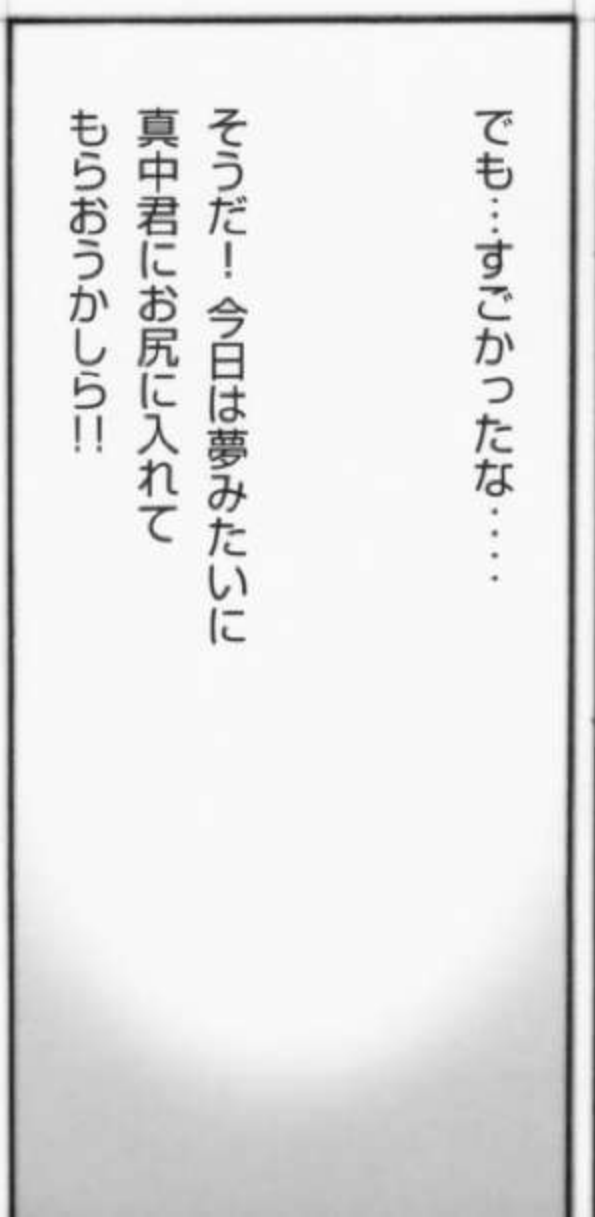 でも…すごかったな‥‥
そうだ！今日は夢みたいに
真中君にお尻に入れて
もらおうかしら!!